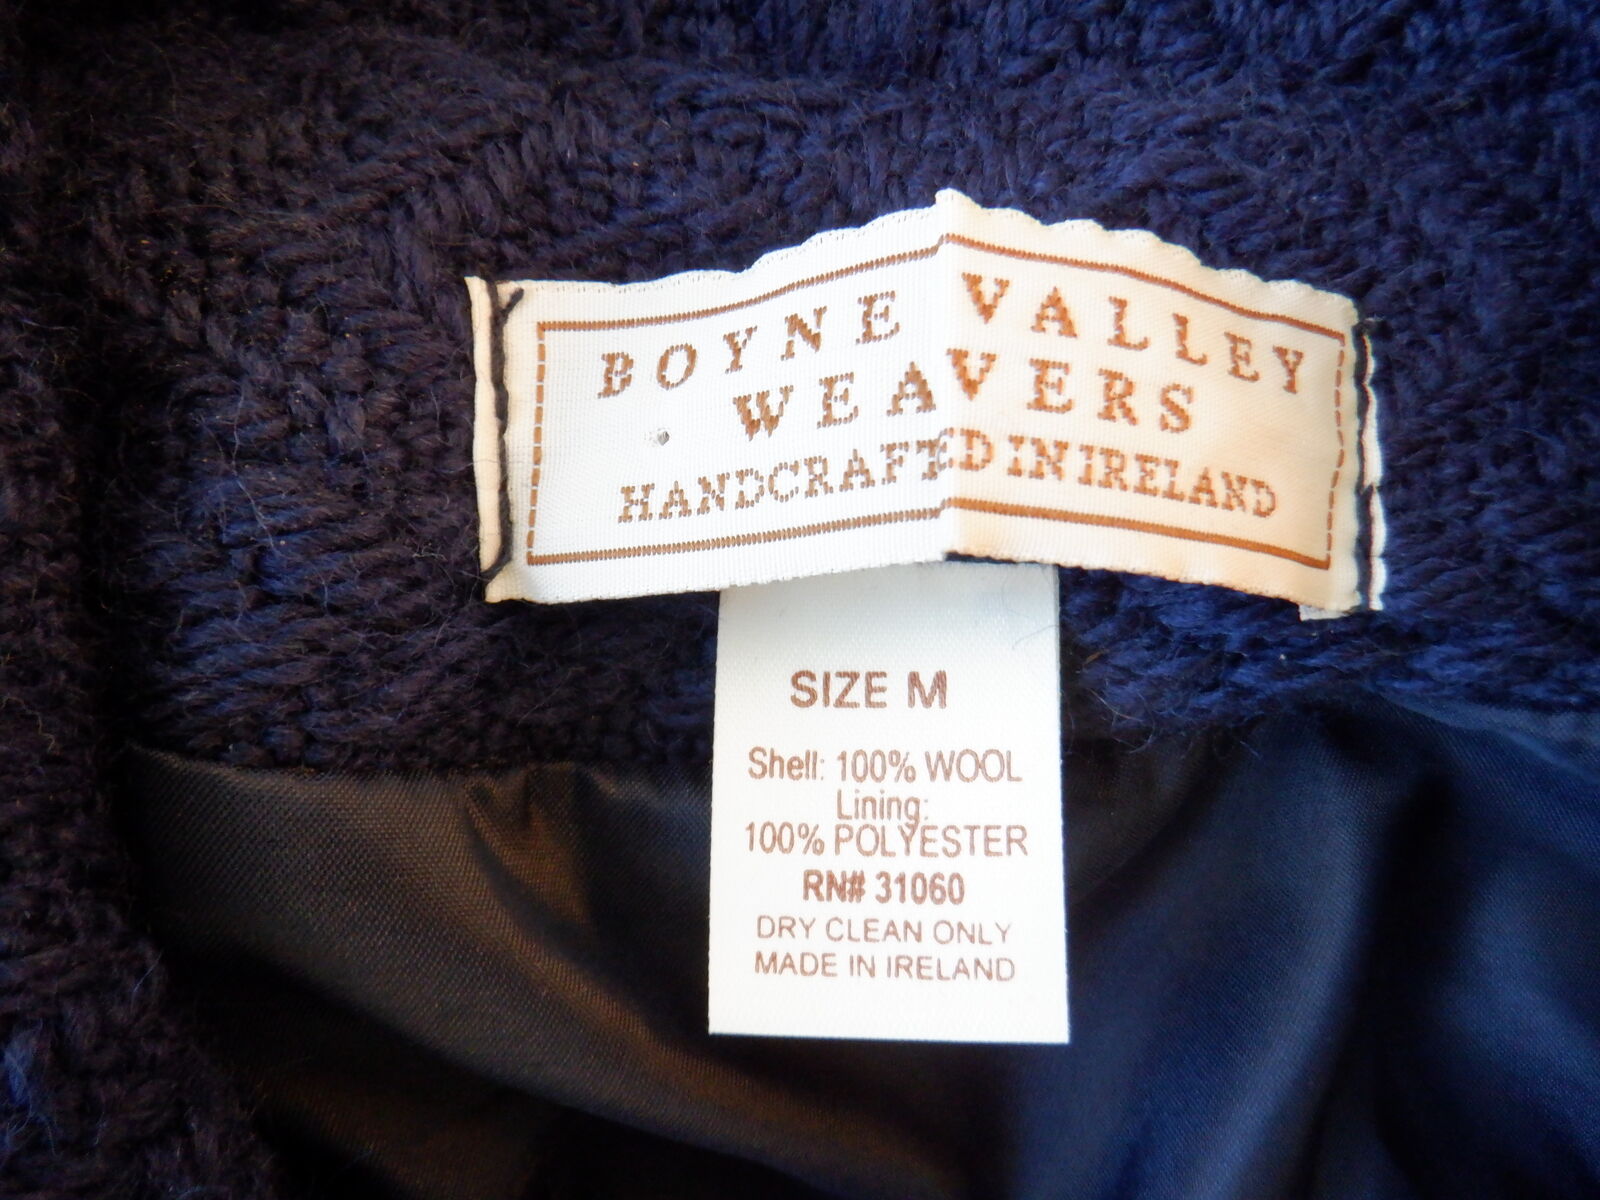 BOYNE VALLEY
WEAVERS
HANDCRAFTED IN IRELAND
SIZE M
Shell: 100% WOOL
Lining:
100% POLYESTER
RN# 31060
DRY CLEAN ONLY
MADE IN IRELAND